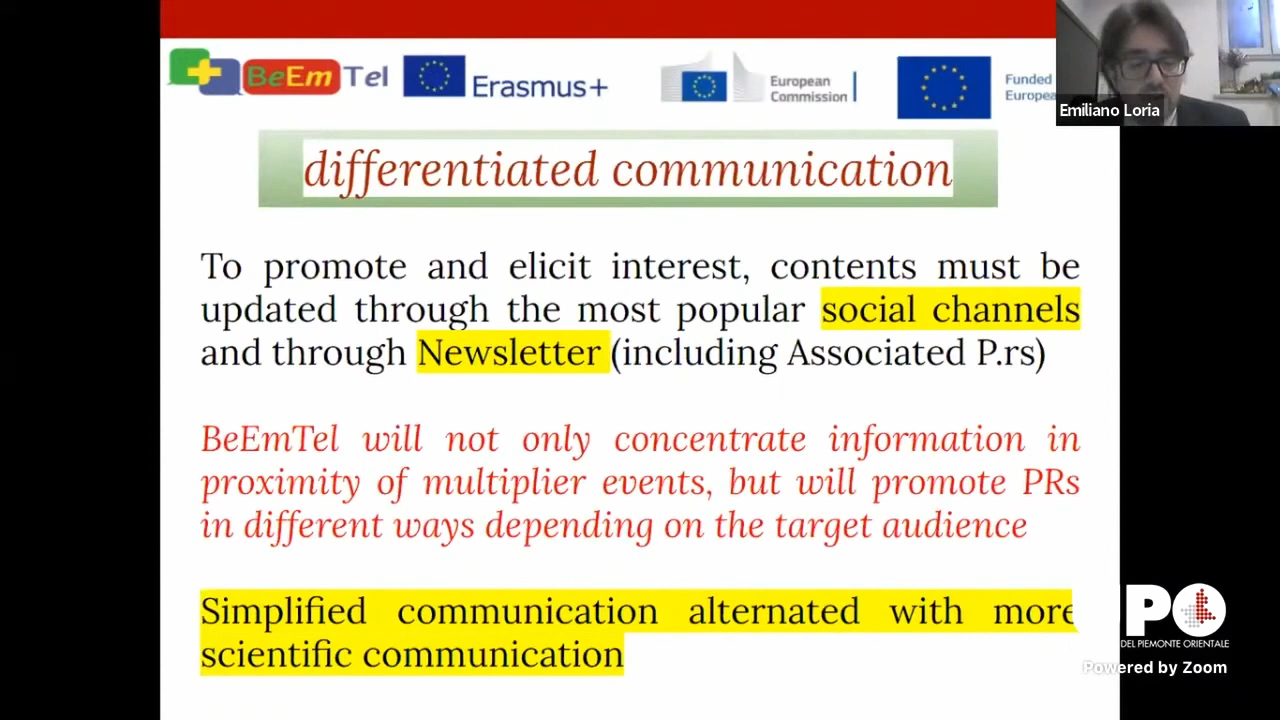 BeEmTel
Erasmus+
European
Commission
Funded
Europe
Emiliano Loria
differentiated communication
To promote and elicit interest, contents must be
updated through the most popular social channels
and through Newsletter (including Associated P.rs)
BeEmTel will not only concentrate information in
proximity of multiplier events, but will promote PRs
in different ways depending on the target audience
Simplified communication alternated with more
scientific communication
PO
DEL PIEMONTE ORIENTALE
Powered by Zoom